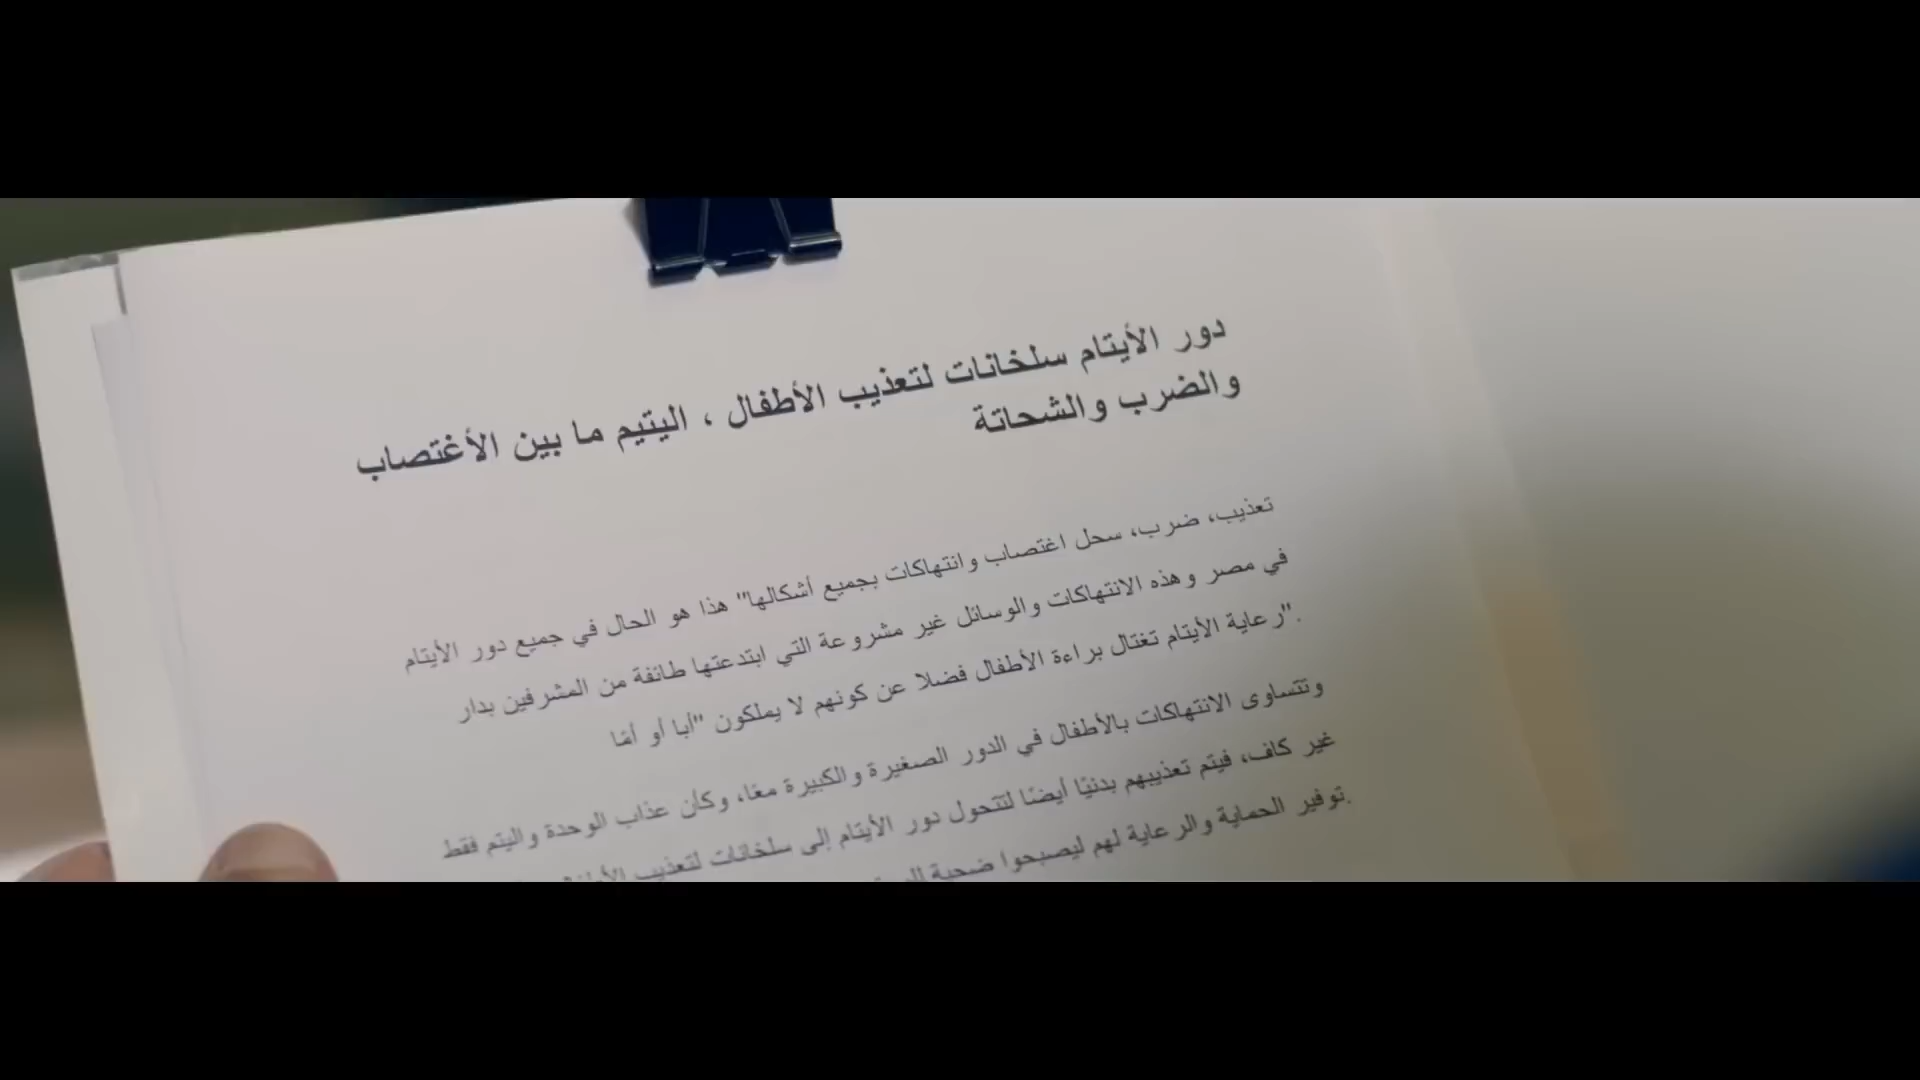 دور الأيتام سلخانات لتعذيب الأطفال ، اليتيم ما بين الأغتصاب
والضرب والشحاتة
تعذيب، ضرب، سحل اغتصاب وانتهاكات بجميع أشكالها" هذا هو الحال في جميع دور الأيتام
في مصر وهذه الانتهاكات والوسائل غير مشروعة التي ابتدعتها طائفة من المشرفين بدار
."رعاية الأيتام تغتال براءة الأطفال فضلا عن كونهم لا يملكون "أبا أو أمًا
وتتساوى الانتهاكات بالأطفال في الدور الصغيرة والكبيرة معًا، وكأن عذاب الوحدة واليتم فقط
غير كاف، فيتم تعذيبهم بدنيًا أيضًا لتتحول دور الأيتام إلى سلخانات لتعذيب
.توفير الحماية والرعاية لهم ليصبحوا ضحية